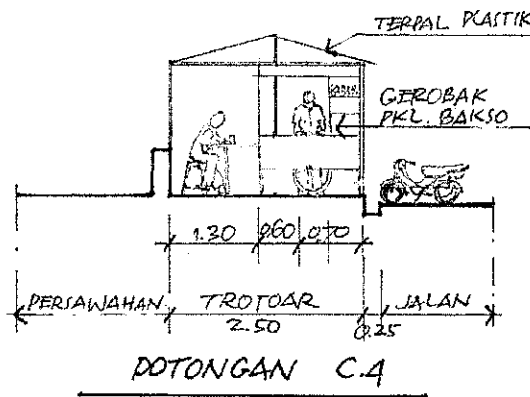 TERPAL PLASTIK
GEROBAK
PKL. BAKSO
1.30 0.60 0.70
PERSAWAHAN TROTOAR JALAN
2.50 0.25
POTONGAN C.4